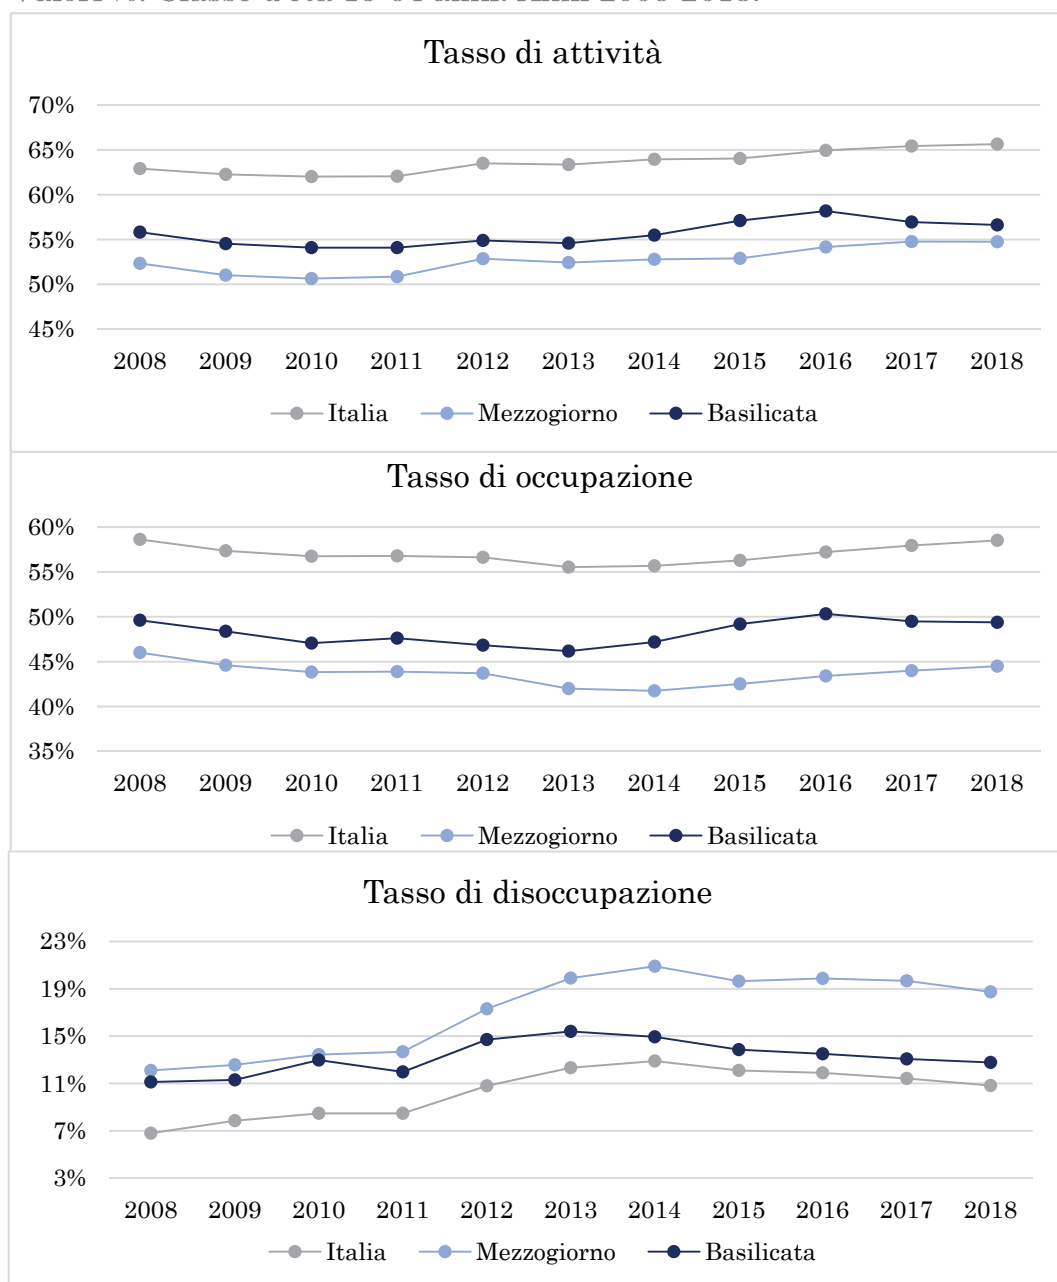 Tasso di attività
70%
65%
60%
55%
50%
45%
2008 2009 2010 2011 2012 2013 2014 2015 2016 2017 2018
Italia Mezzogiorno Basilicata
Tasso di occupazione
60%
55%
50%
45%
40%
35%
2008 2009 2010 2011 2012 2013 2014 2015 2016 2017 2018
Italia Mezzogiorno Basilicata
Tasso di disoccupazione
23%
19%
15%
11%
7%
3%
2008 2009 2010 2011 2012 2013 2014 2015 2016 2017 2018
Italia Mezzogiorno Basilicata